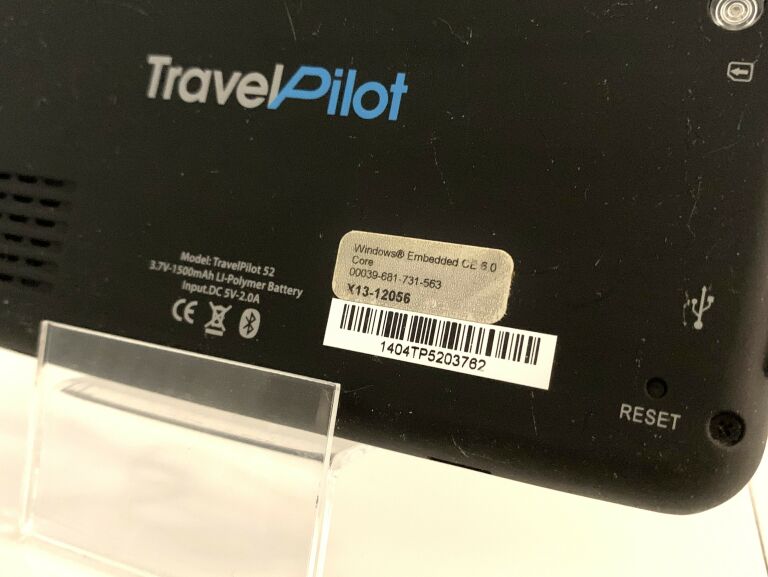 TravelPilot
Model: TravelPilot 52
3.7V-1500mAh Li-Polymer Battery
Input:DC 5V-2.0A
CE
Windows® Embedded CE 6.0
Core
00039-681-731-563
X13-12056
1404TP5203762
RESET